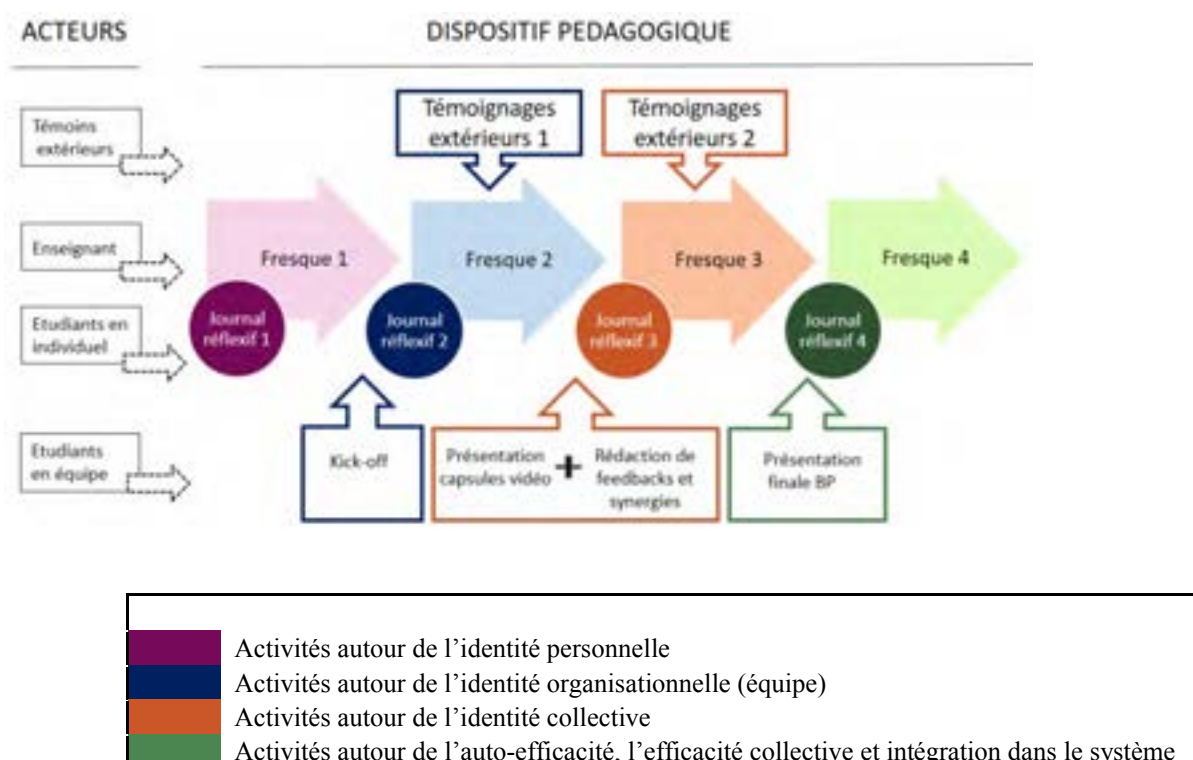 ACTEURS
DISPOSITIF PEDAGOGIQUE
Témoins
extérieurs
Témoignages
extérieurs 1
Témoignages
extérieurs 2
Enseignant
Fresque 1
Fresque 2
Fresque 3
Fresque 4
Etudiants en
individuel
Journal
réflexif 1
Journal
réflexif 2
Journal
réflexif 3
Journal
réflexif 4
Etudiants
en équipe
Kick-off
Présentation
capsules vidéo
+
Rédaction de
feedbacks et
synergies
Présentation
finale BP
Activités autour de l’identité personnelle
Activités autour de l’identité organisationnelle (équipe)
Activités autour de l’identité collective
Activités autour de l’auto-efficacité, l’efficacité collective et intégration dans le système